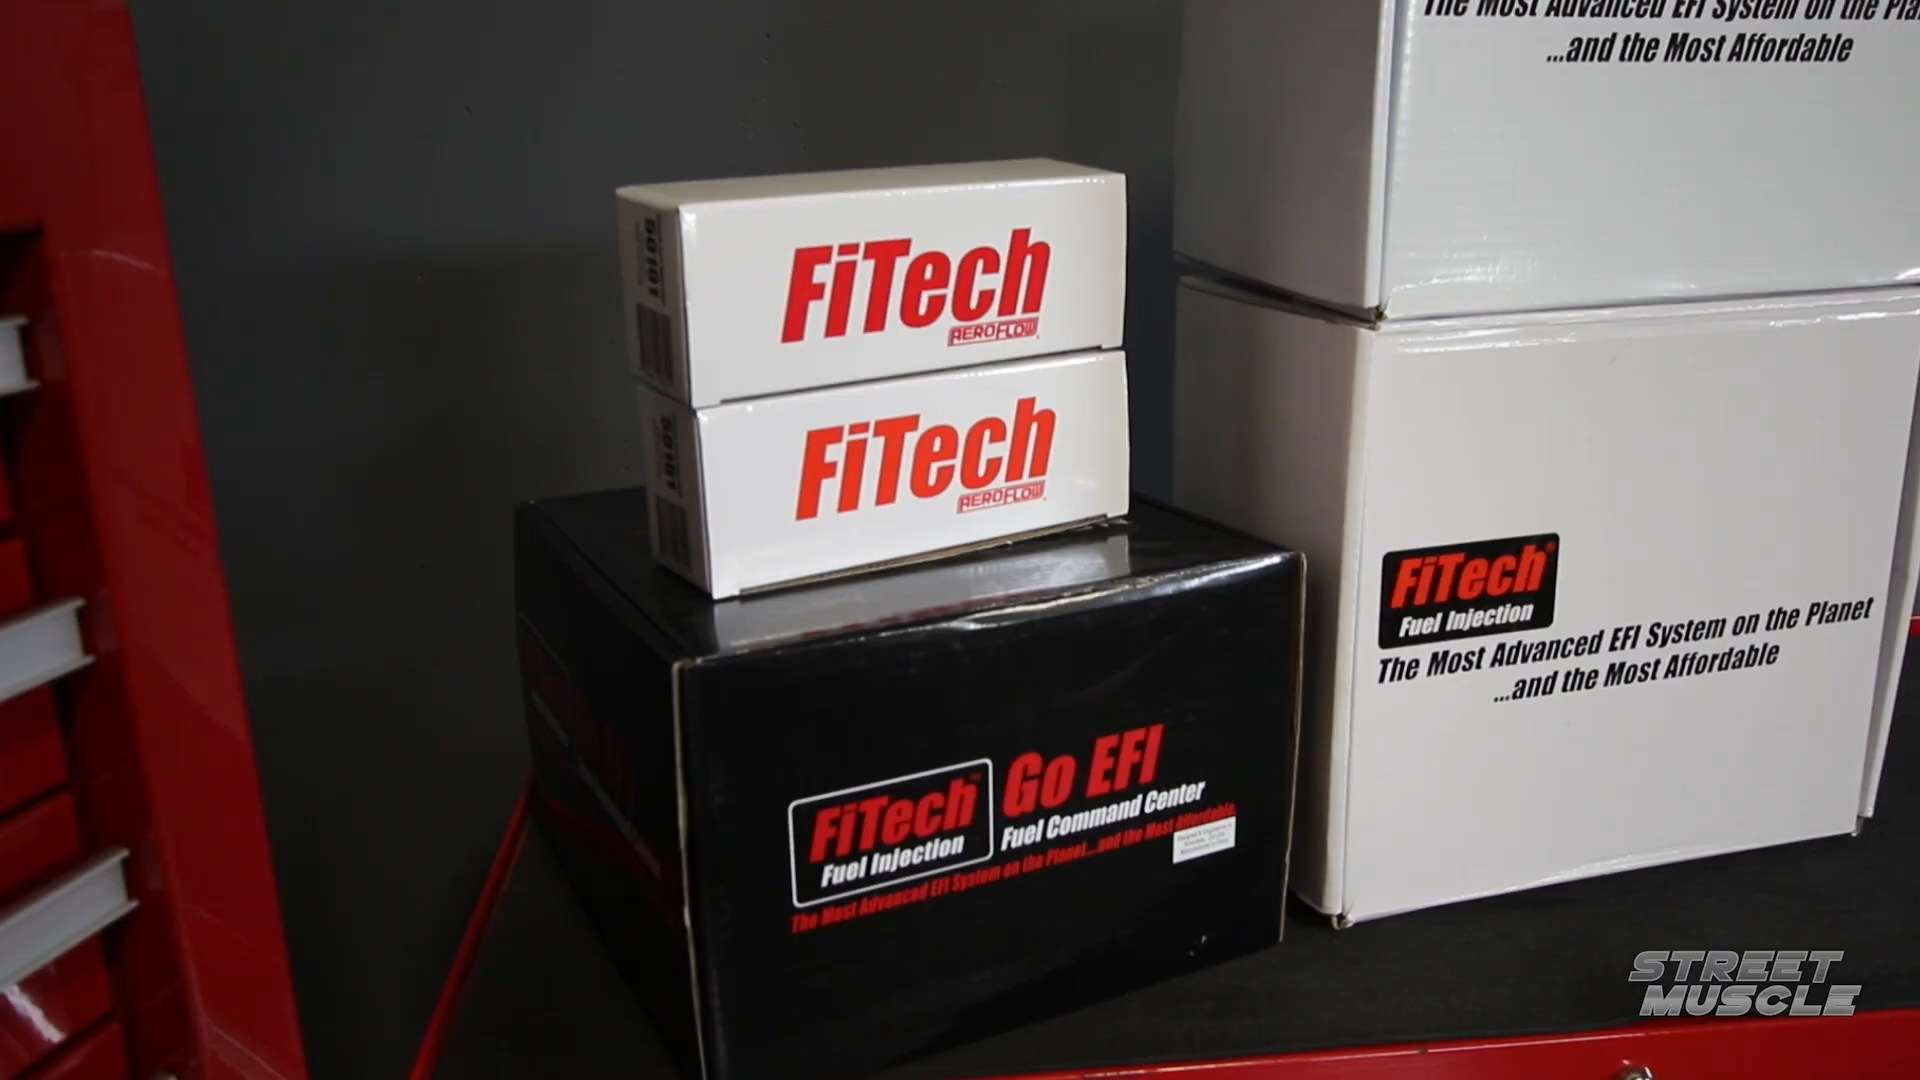 The Most Advanced EFI System on the
...and the Most Affordable
50101
FiTech
AEROFLOW
50101
FiTech
AEROFLOW
FiTech
Fuel Injection
The Most Advanced EFI System on the Planet
...and the Most Affordable
FiTech
Fuel Injection
Go EFI
Fuel Command Center
The Most Advanced EFI System on the Planet...and the Most Affordable
STREET
MUSCLE